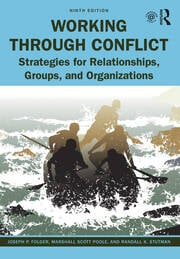 NINTH EDITION
WORKING
THROUGH CONFLICT
Strategies for Relationships,
Groups, and Organizations
JOSEPH P. FOLGER, MARSHALL SCOTT POOLE, AND RANDALL K. STUTMAN